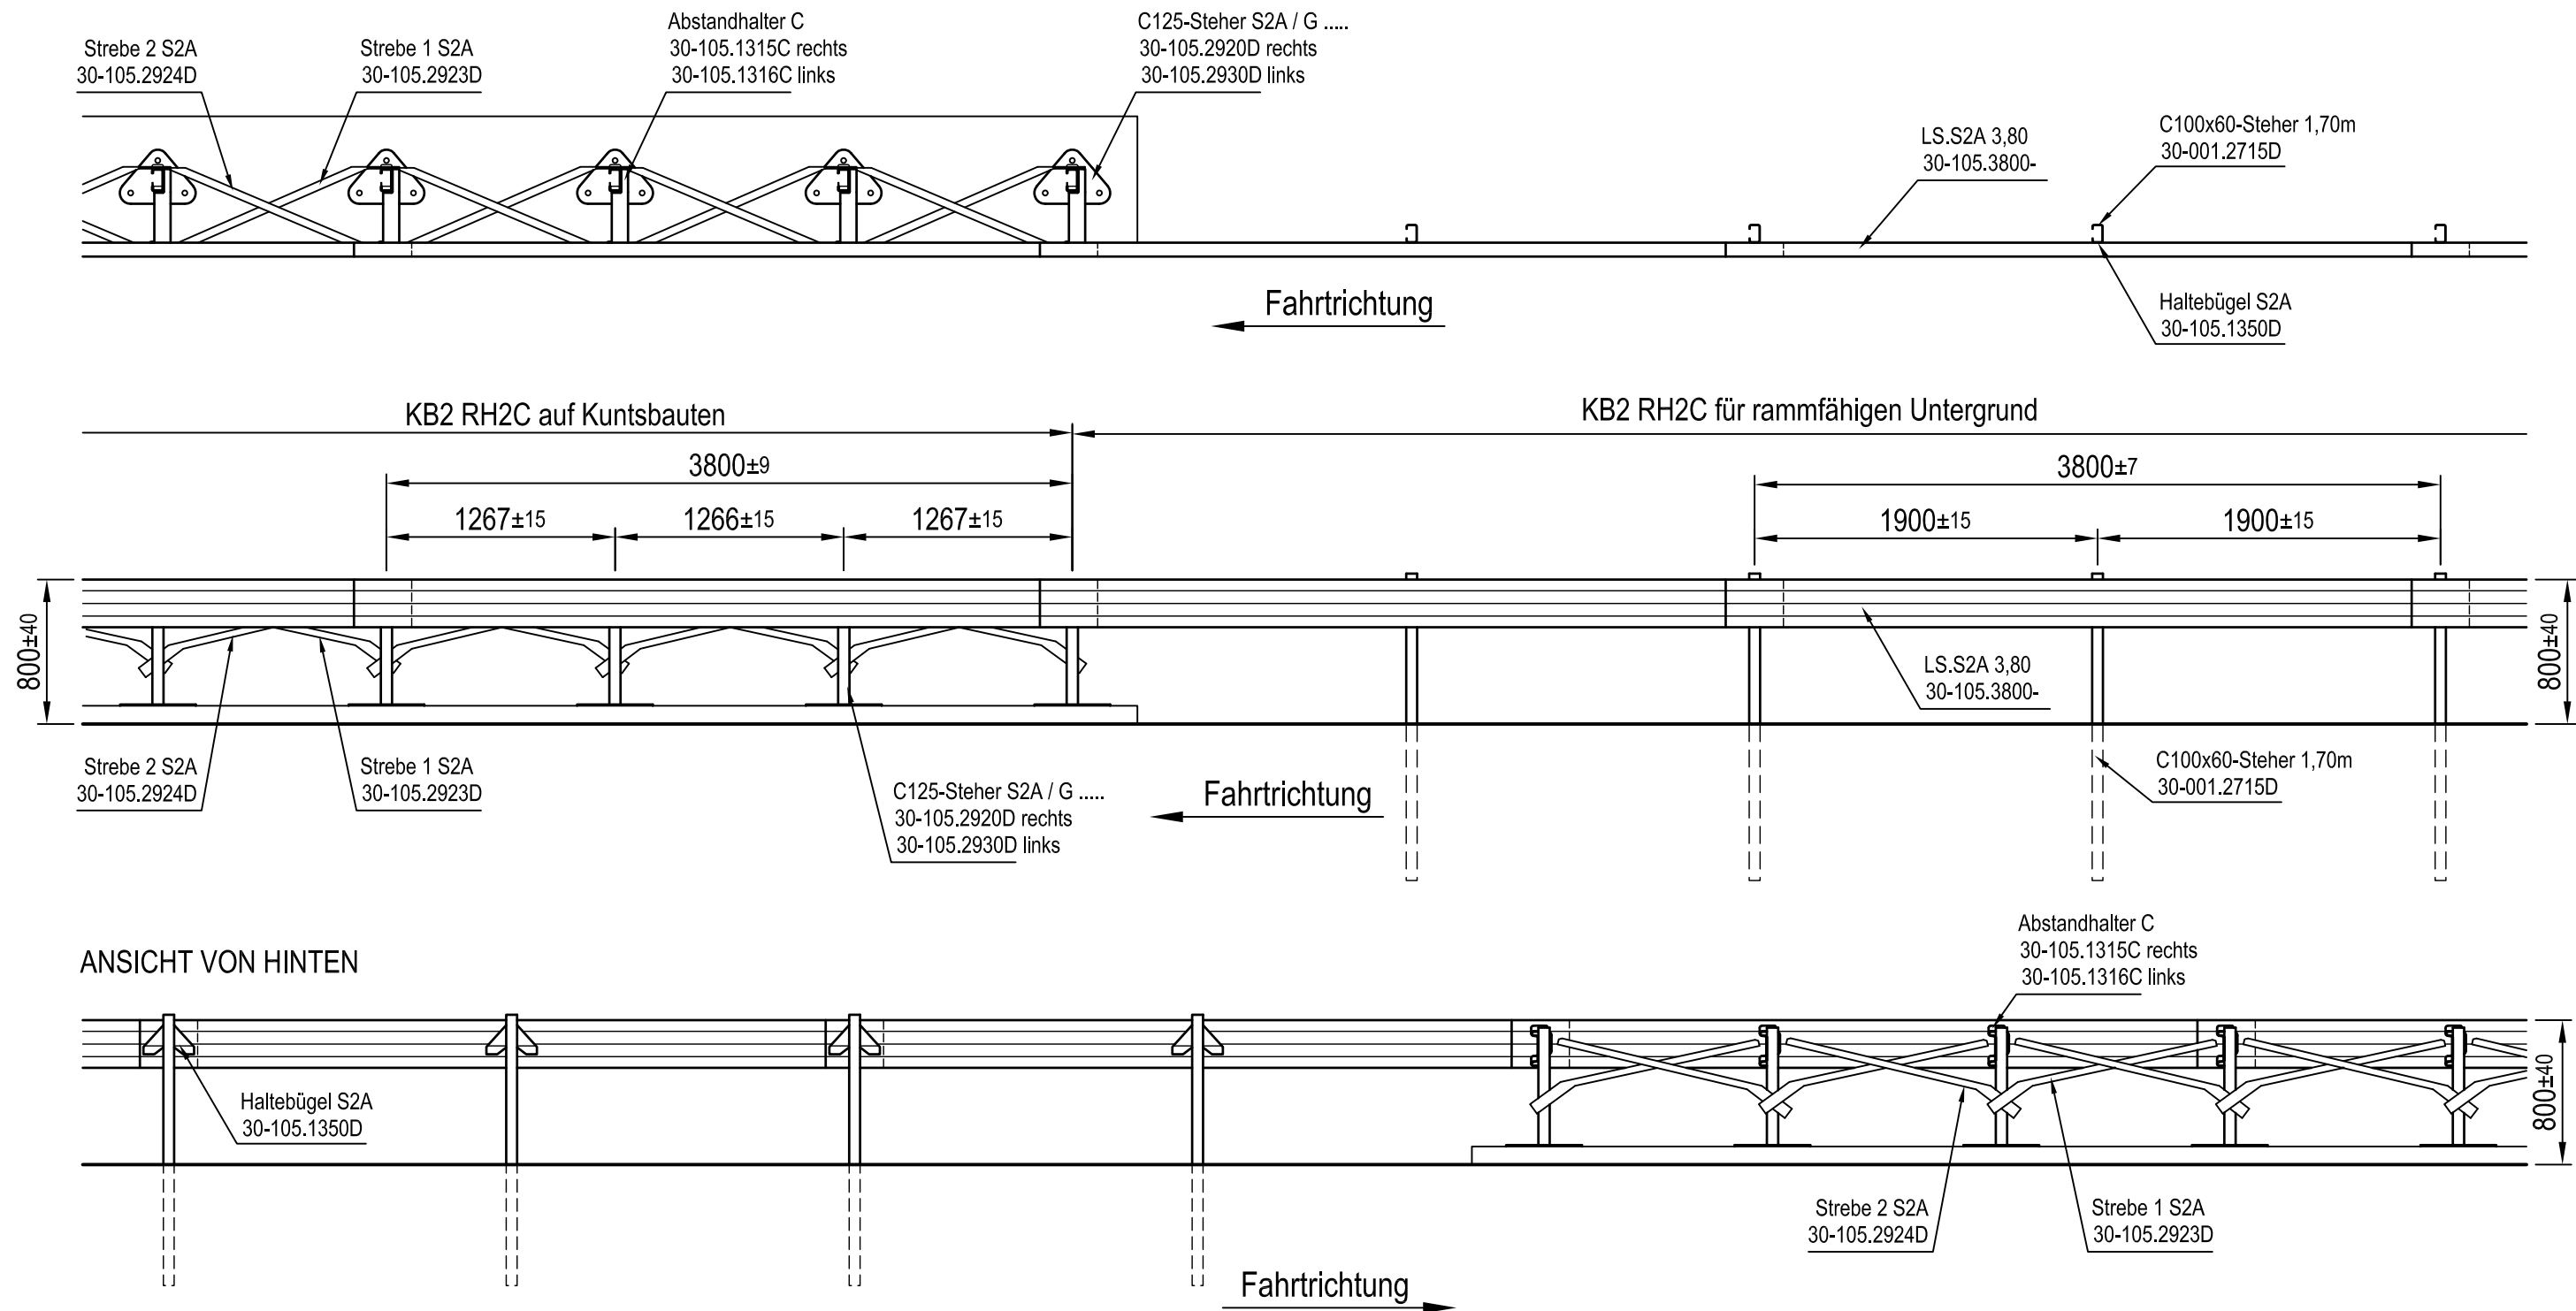 Strebe 2 S2A
30-105.2924D
Strebe 1 S2A
30-105.2923D
Abstandhalter C
30-105.1315C rechts
30-105.1316C links
C125-Steher S2A / G .....
30-105.2920D rechts
30-105.2930D links
LS.S2A 3,80
30-105.3800-
C100x60-Steher 1,70m
30-001.2715D
Haltebügel S2A
30-105.1350D
Fahrtrichtung
KB2 RH2C auf Kuntsbauten
KB2 RH2C für rammfähigen Untergrund
3800±9
3800±7
1267±15
1266±15
1267±15
1900±15
1900±15
800±40
800±40
LS.S2A 3,80
30-105.3800-
Strebe 2 S2A
30-105.2924D
Strebe 1 S2A
30-105.2923D
C125-Steher S2A / G .....
30-105.2920D rechts
30-105.2930D links
Fahrtrichtung
C100x60-Steher 1,70m
30-001.2715D
ANSICHT VON HINTEN
Abstandhalter C
30-105.1315C rechts
30-105.1316C links
Haltebügel S2A
30-105.1350D
800±40
Strebe 2 S2A
30-105.2924D
Strebe 1 S2A
30-105.2923D
Fahrtrichtung